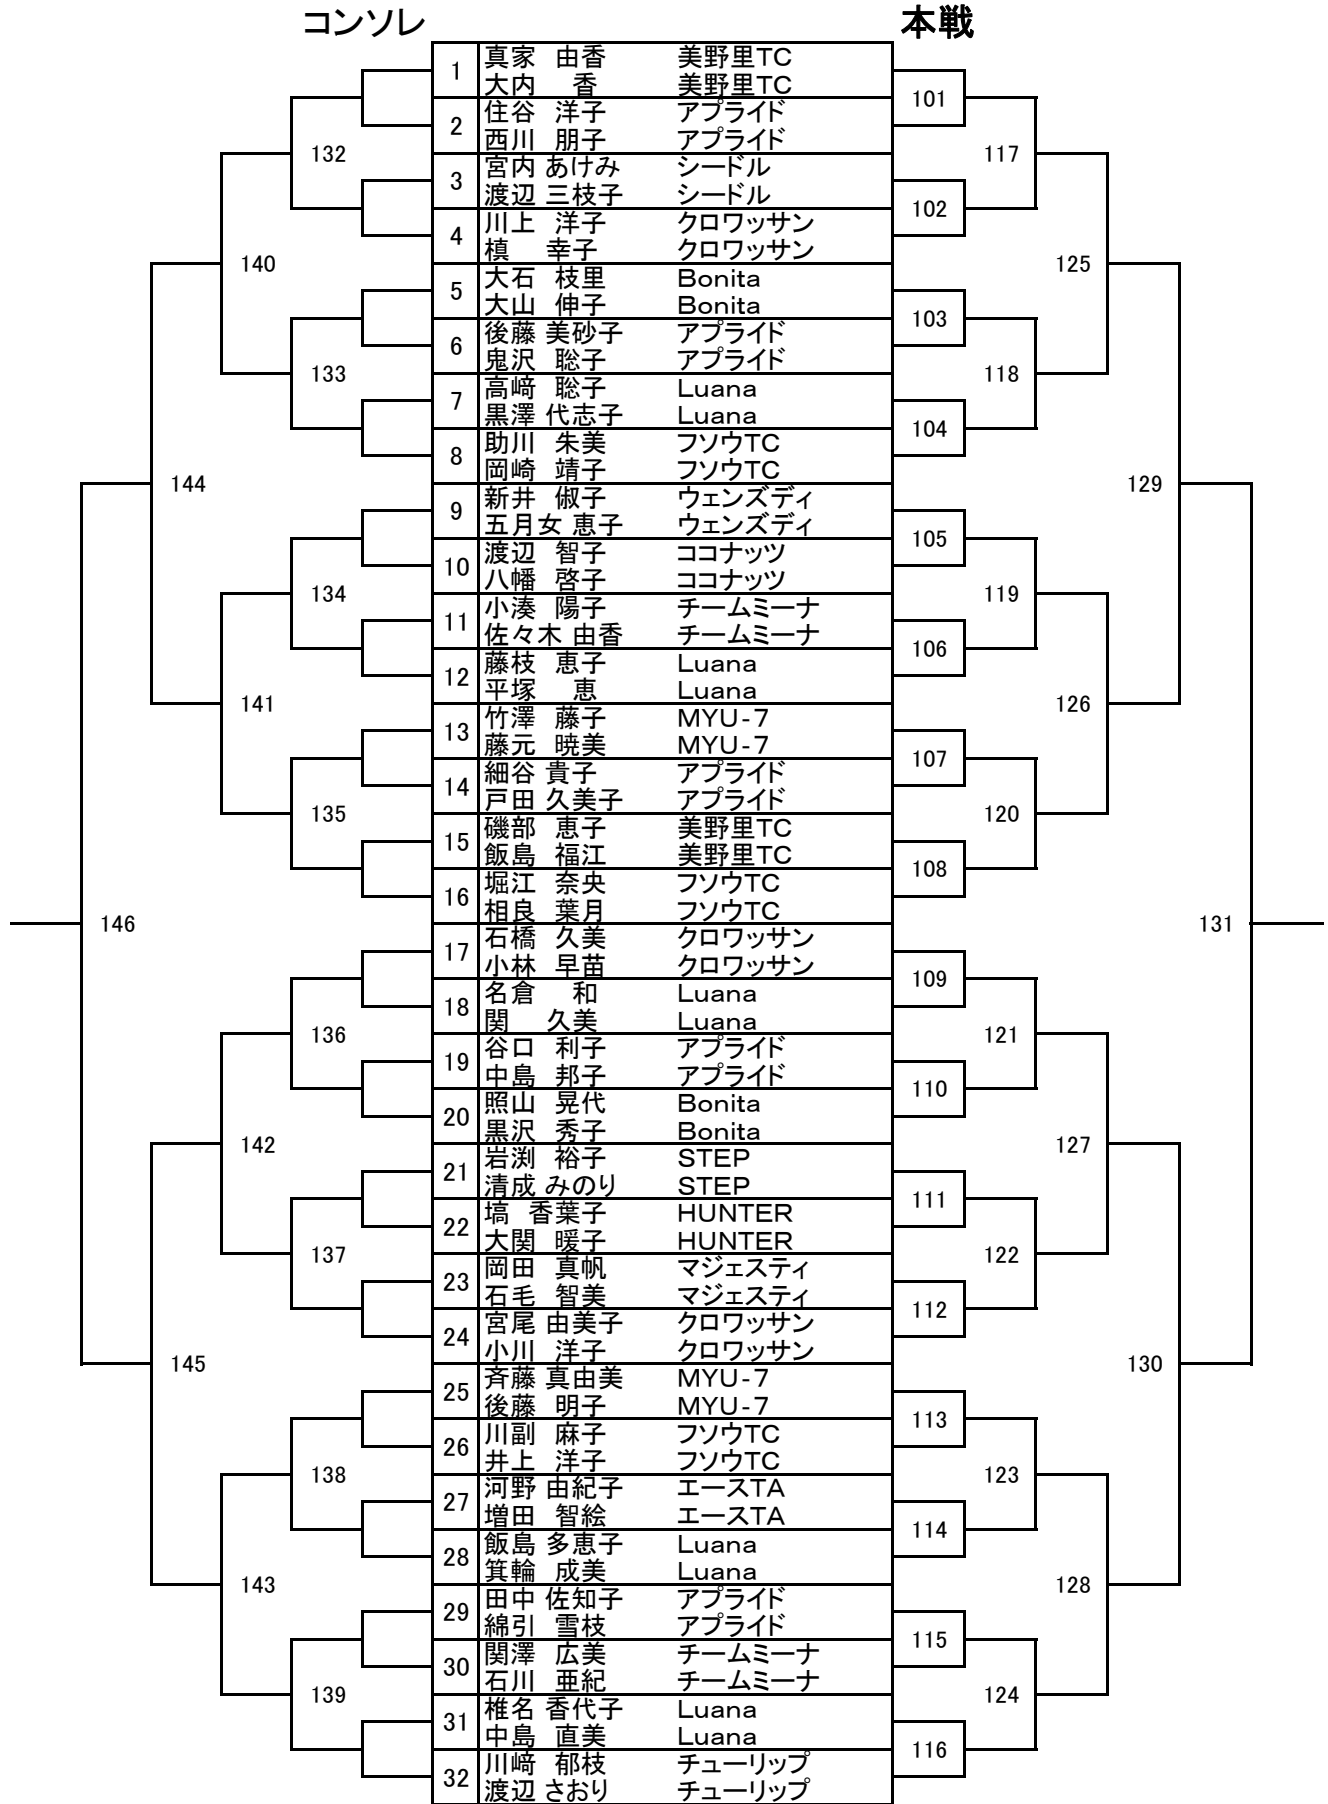 コンソレ 本戦
1 真家 由香 美野里TC
大内 香 美野里TC
2 住谷 洋子 アプライド
西川 朋子 アプライド
3 宮内 あけみ シードル
渡辺 三枝子 シードル
4 川上 洋子 クロワッサン
槙 幸子 クロワッサン
5 大石 枝里 Bonita
大山 伸子 Bonita
6 後藤 美砂子 アプライド
鬼沢 聡子 アプライド
7 高﨑 聡子 Luana
黒澤 代志子 Luana
8 助川 朱美 フソウTC
岡崎 靖子 フソウTC
9 新井 俶子 ウェンズディ
五月女 恵子 ウェンズディ
10 渡辺 智子 ココナッツ
八幡 啓子 ココナッツ
11 小湊 陽子 チームミーナ
佐々木 由香 チームミーナ
12 藤枝 恵子 Luana
平塚 恵 Luana
13 竹澤 藤子 MYU-7
藤元 暁美 MYU-7
14 細谷 貴子 アプライド
戸田 久美子 アプライド
15 磯部 恵子 美野里TC
飯島 福江 美野里TC
16 堀江 奈央 フソウTC
相良 葉月 フソウTC
17 石橋 久美 クロワッサン
小林 早苗 クロワッサン
18 名倉 和 Luana
関 久美 Luana
19 谷口 利子 アプライド
中島 邦子 アプライド
20 照山 晃代 Bonita
黒沢 秀子 Bonita
21 岩渕 裕子 STEP
清成 みのり STEP
22 塙 香葉子 HUNTER
大関 暖子 HUNTER
23 岡田 真帆 マジェスティ
石毛 智美 マジェスティ
24 宮尾 由美子 クロワッサン
小川 洋子 クロワッサン
25 斉藤 真由美 MYU-7
後藤 明子 MYU-7
26 川副 麻子 フソウTC
井上 洋子 フソウTC
27 河野 由紀子 エースTA
増田 智絵 エースTA
28 飯島 多恵子 Luana
箕輪 成美 Luana
29 田中 佐知子 アプライド
綿引 雪枝 アプライド
30 関澤 広美 チームミーナ
石川 亜紀 チームミーナ
31 椎名 香代子 Luana
中島 直美 Luana
32 川﨑 郁枝 チューリップ
渡辺 さおり チューリップ
101
102
103
104
105
106
107
108
109
110
111
112
113
114
115
116
117
118
119
120
121
122
123
124
125
126
127
128
129
130
131
132
133
134
135
136
137
138
139
140
141
142
143
144
145
146